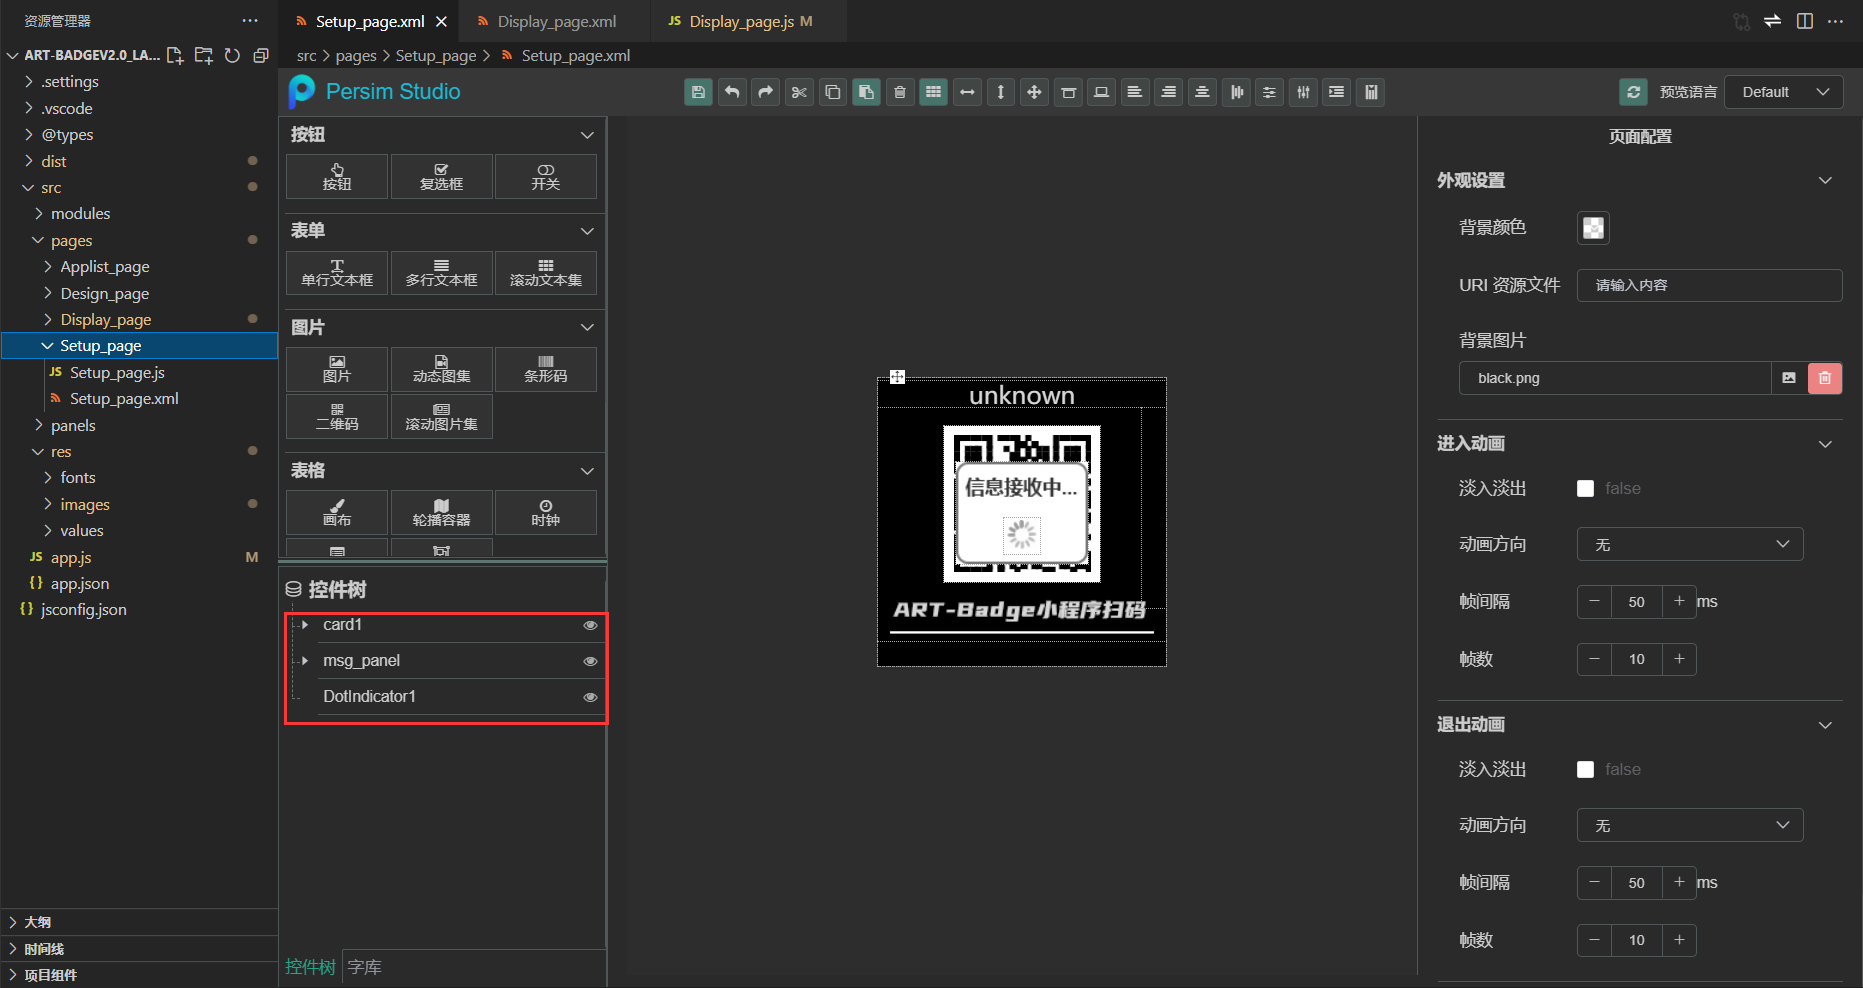 资源管理器
ART-BADGEV2.0_LA...
.settings
.vscode
@types
dist
src
modules
pages
Applist_page
Design_page
Display_page
Setup_page
JS Setup_page.js
Setup_page.xml
panels
res
fonts
images
values
JS app.js M
{} app.json
{} jsconfig.json
大纲
时间线
项目组件
Setup_page.xml
Display_page.xml
JS Display_page.js M
src > pages > Setup_page > Setup_page.xml
Persim Studio
预览语言 Default
按钮
按钮 复选框 开关
表单
单行文本框 多行文本框 滚动文本集
图片
图片 动态图集 条形码
二维码 滚动图片集
表格
画布 轮播容器 时钟
控件树
card1
msg_panel
DotIndicator1
控件树 字库
unknown
信息接收中...
ART-Badge小程序扫码
页面配置
外观设置
背景颜色
URI 资源文件 请输入内容
背景图片
black.png
进入动画
淡入淡出 false
动画方向 无
帧间隔 50 ms
帧数 10
退出动画
淡入淡出 false
动画方向 无
帧间隔 50 ms
帧数 10